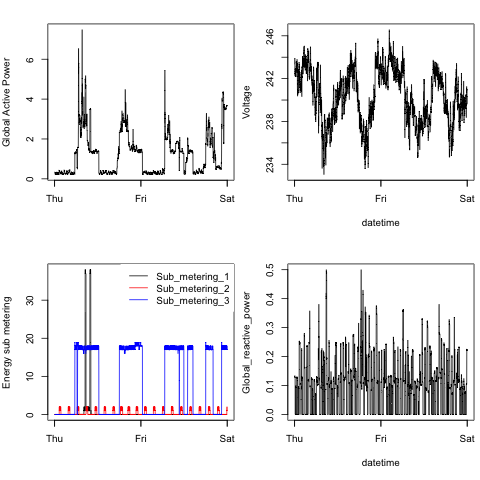 Global Active Power
6
4
2
0
Thu Fri Sat
Voltage
246
242
238
234
Thu Fri Sat
datetime
Energy sub metering
30
20
10
0
Sub_metering_1
Sub_metering_2
Sub_metering_3
Thu Fri Sat
Global_reactive_power
0.5
0.4
0.3
0.2
0.1
0.0
Thu Fri Sat
datetime